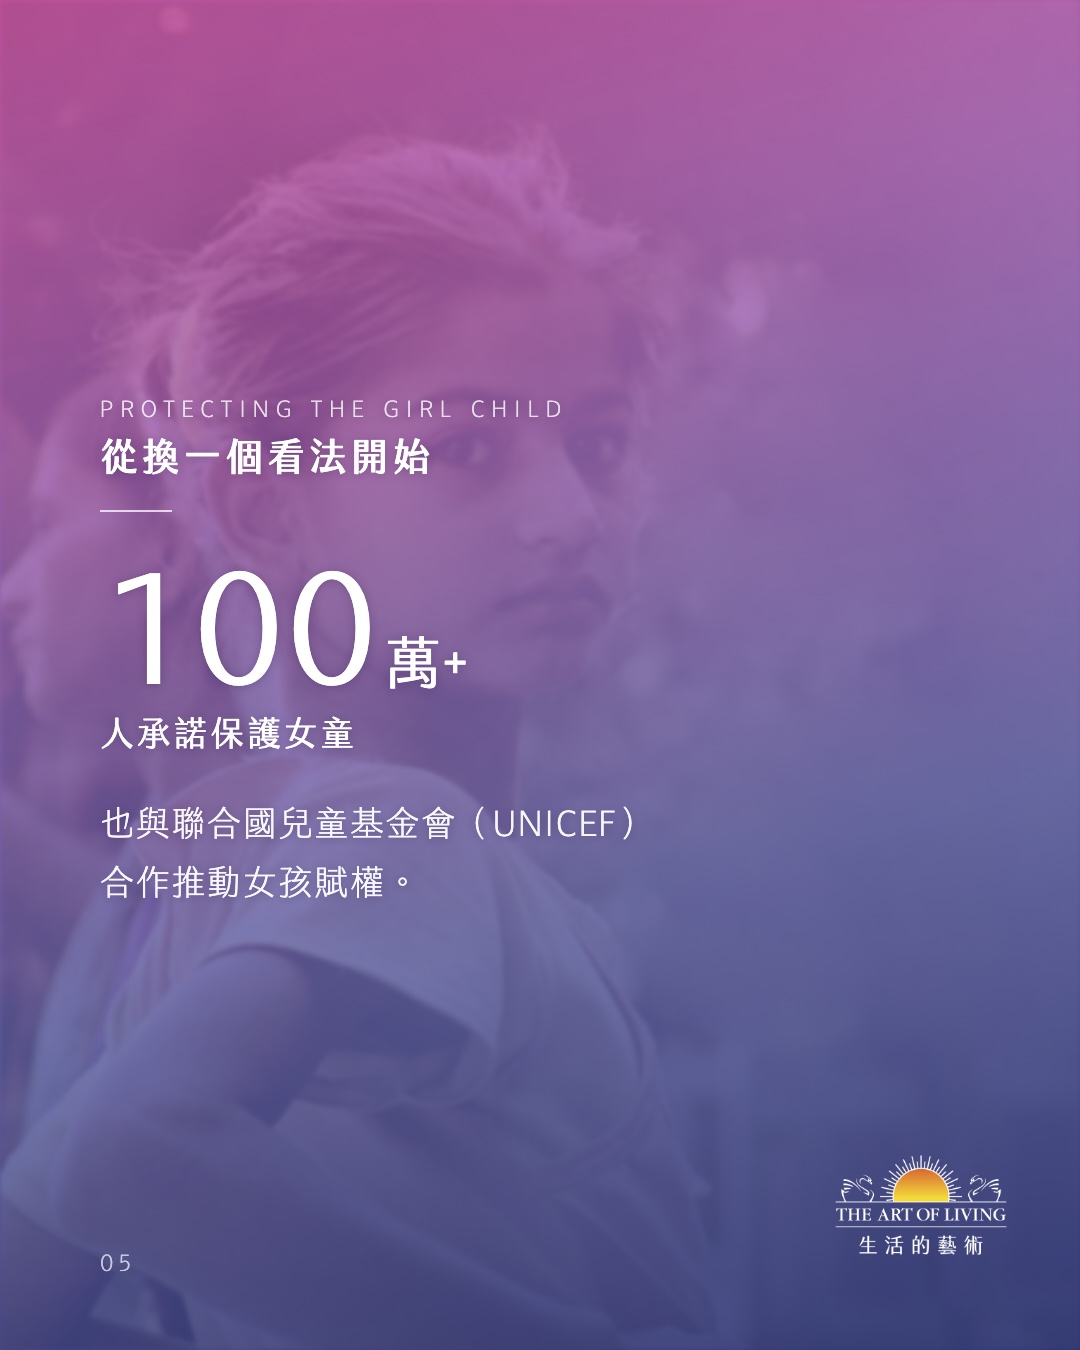 PROTECTING THE GIRL CHILD
從換一個看法開始
100萬+
人承諾保護女童
也與聯合國兒童基金會（UNICEF）
合作推動女孩賦權。
THE ART OF LIVING
生活的藝術
05